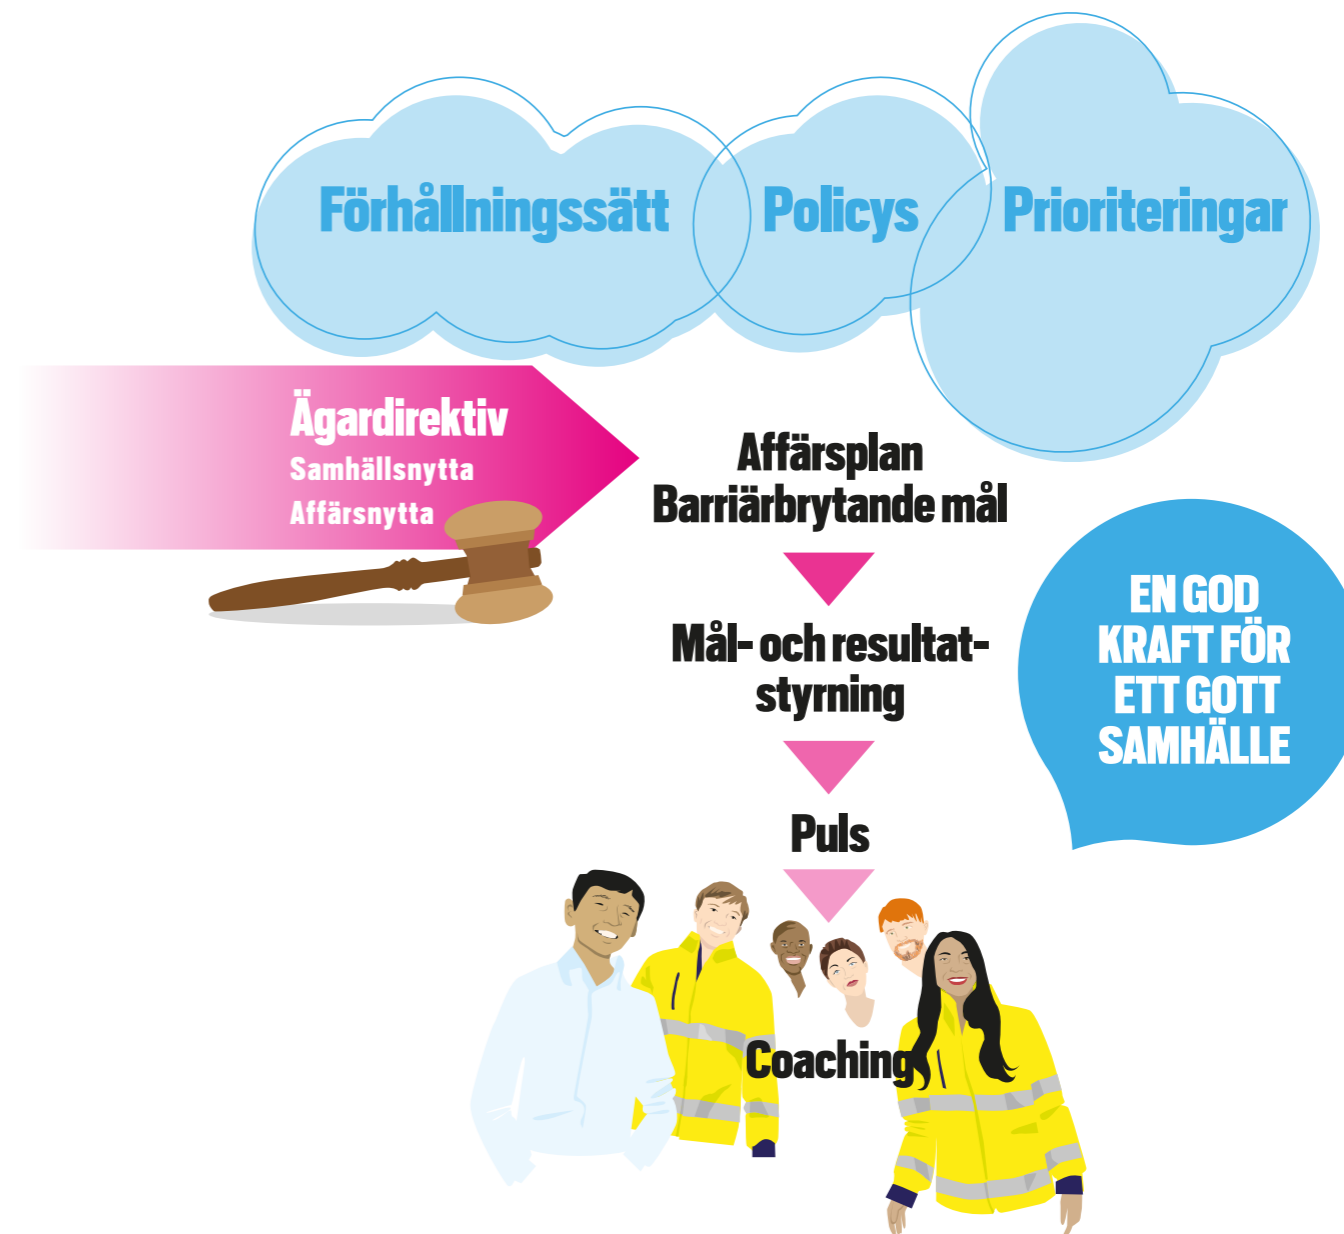 Förhållningssätt
Policys
Prioriteringar
Ägardirektiv
Samhällsnytta
Affärsnytta
Affärsplan
Barriärbrytande mål
Mål- och resultat-
styrning
Puls
Coaching
EN GOD
KRAFT FÖR
ETT GOTT
SAMHÄLLE